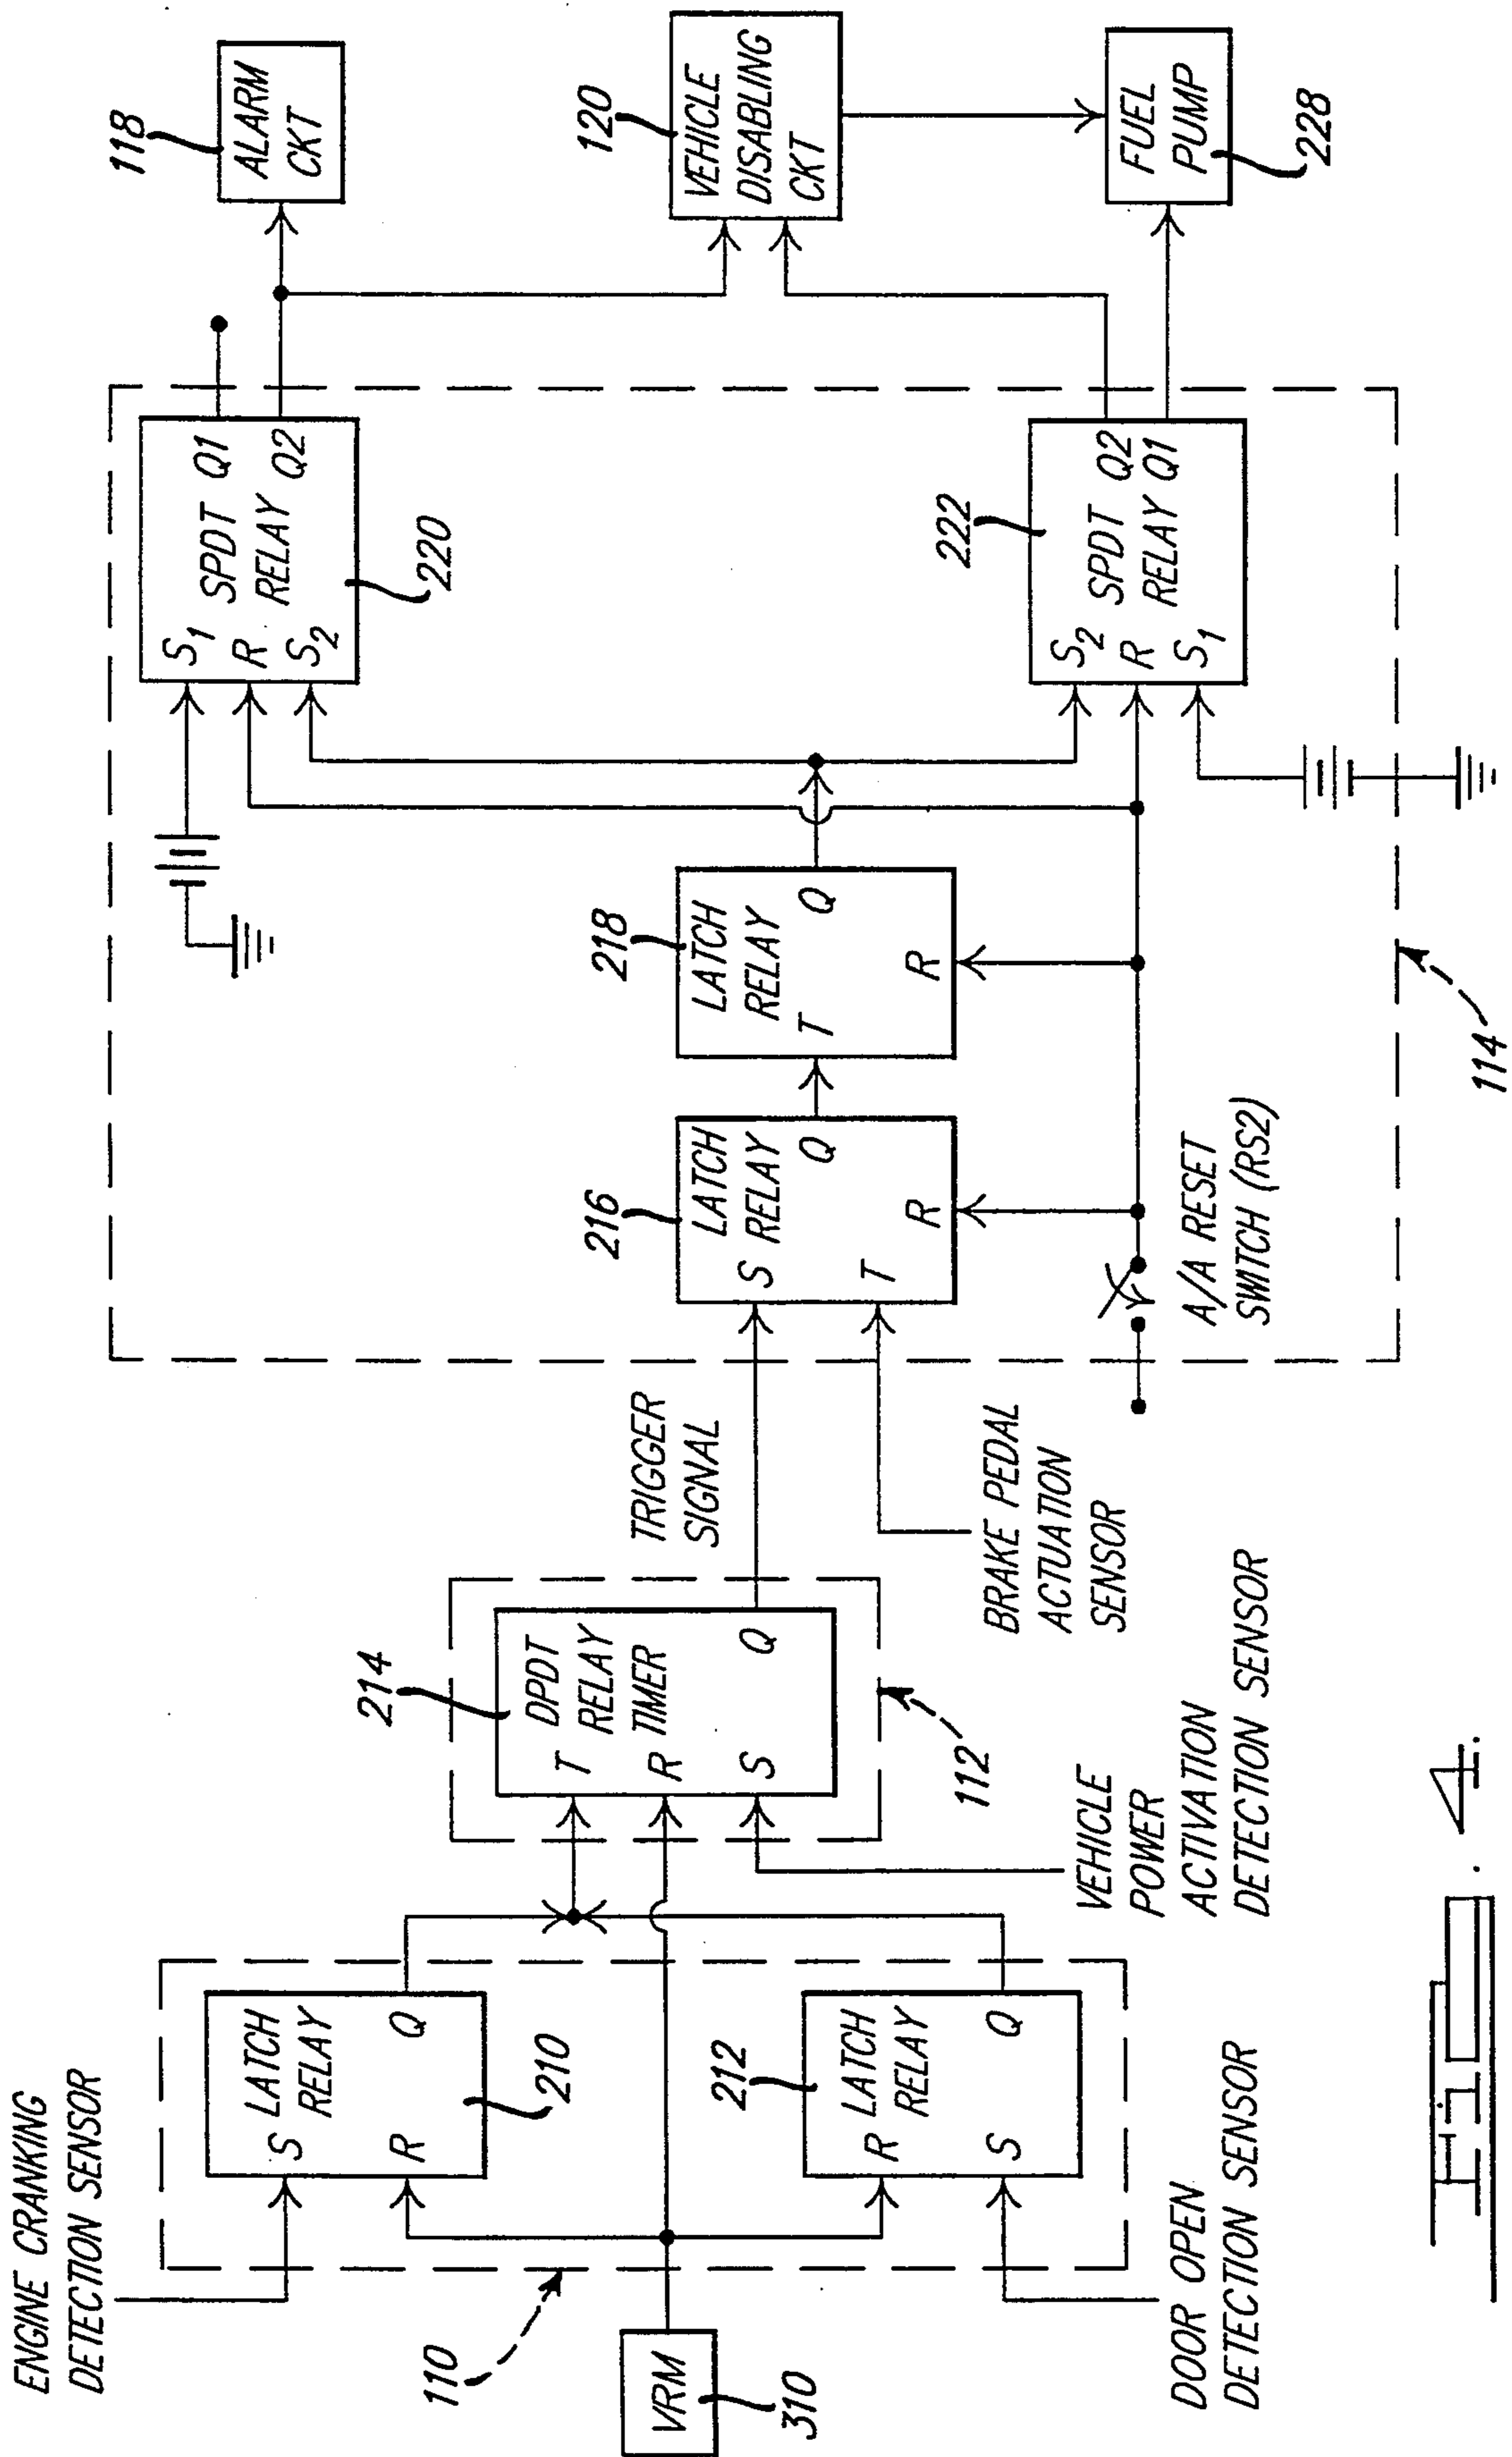 ENGINE CRANKING
DETECTION SENSOR
110
VRM
310
S
LATCH
RELAY
R
Q
210
212
R
LATCH
RELAY
S
Q
DOOR OPEN
DETECTION SENSOR
214
DPDT
T RELAY
R TIMER
S
Q
112
VEHICLE
POWER
ACTIVATION
DETECTION SENSOR
TRIGGER
SIGNAL
BRAKE PEDAL
ACTUATION
SENSOR
216
LATCH
S RELAY
Q
T
R
A/A RESET
SWITCH (RS2)
218
LATCH
RELAY
T
Q
R
114
S1
SPDT Q1
R RELAY Q2
S2
220
222
S2 SPDT Q2
R RELAY Q1
S1
118
ALARM
CKT
120
VEHICLE
DISABLING
CKT
FUEL
PUMP
228
FIG. 4.